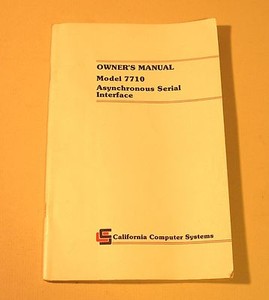 OWNER'S MANUAL
Model 7710
Asynchronous Serial
Interface
California Computer Systems